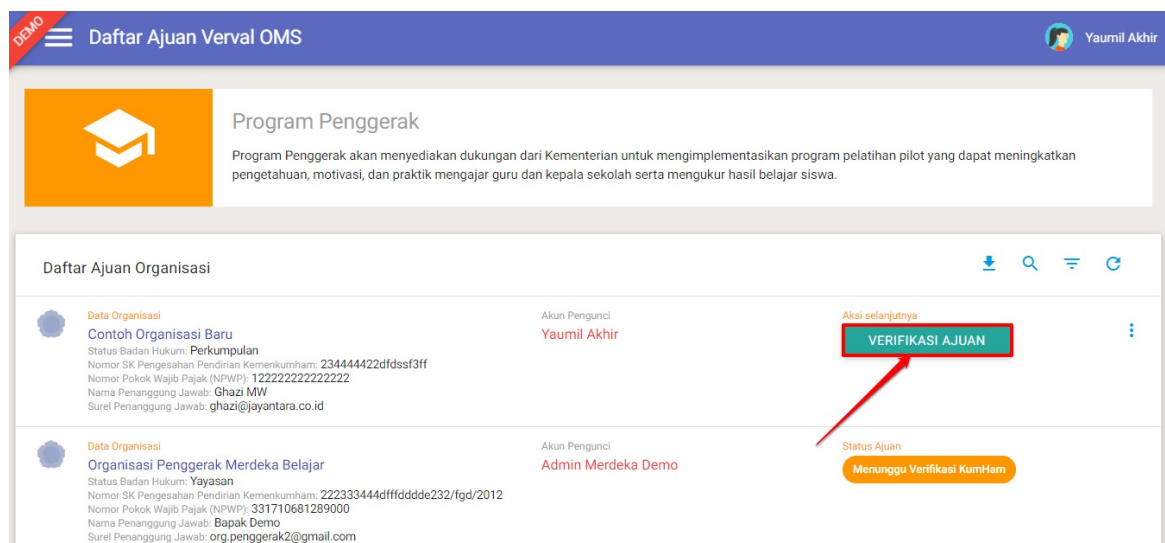 DEMO
Daftar Ajuan Verval OMS
Yaumil Akhir
Program Penggerak
Program Penggerak akan menyediakan dukungan dari Kementerian untuk mengimplementasikan program pelatihan pilot yang dapat meningkatkan
pengetahuan, motivasi, dan praktik mengajar guru dan kepala sekolah serta mengukur hasil belajar siswa.
Daftar Ajuan Organisasi
Data Organisasi
Contoh Organisasi Baru
Status Badan Hukum: Perkumpulan
Nomor SK Pengesahan Pendirian Kemenkumham: 234444422dfdssf3ff
Nomor Pokok Wajib Pajak (NPWP): 122222222222222
Nama Penanggung Jawab: Ghazi MW
Surel Penanggung Jawab: ghazi@jayantara.co.id
Akun Pengunci
Yaumil Akhir
Aksi selanjutnya
VERIFIKASI AJUAN
Data Organisasi
Organisasi Penggerak Merdeka Belajar
Status Badan Hukum: Yayasan
Nomor SK Pengesahan Pendirian Kemenkumham: 222333444dfffdddde232/fgd/2012
Nomor Pokok Wajib Pajak (NPWP): 331710681289000
Nama Penanggung Jawab: Bapak Demo
Surel Penanggung Jawab: org.penggerak2@gmail.com
Akun Pengunci
Admin Merdeka Demo
Status Ajuan
Menunggu Verifikasi KumHam